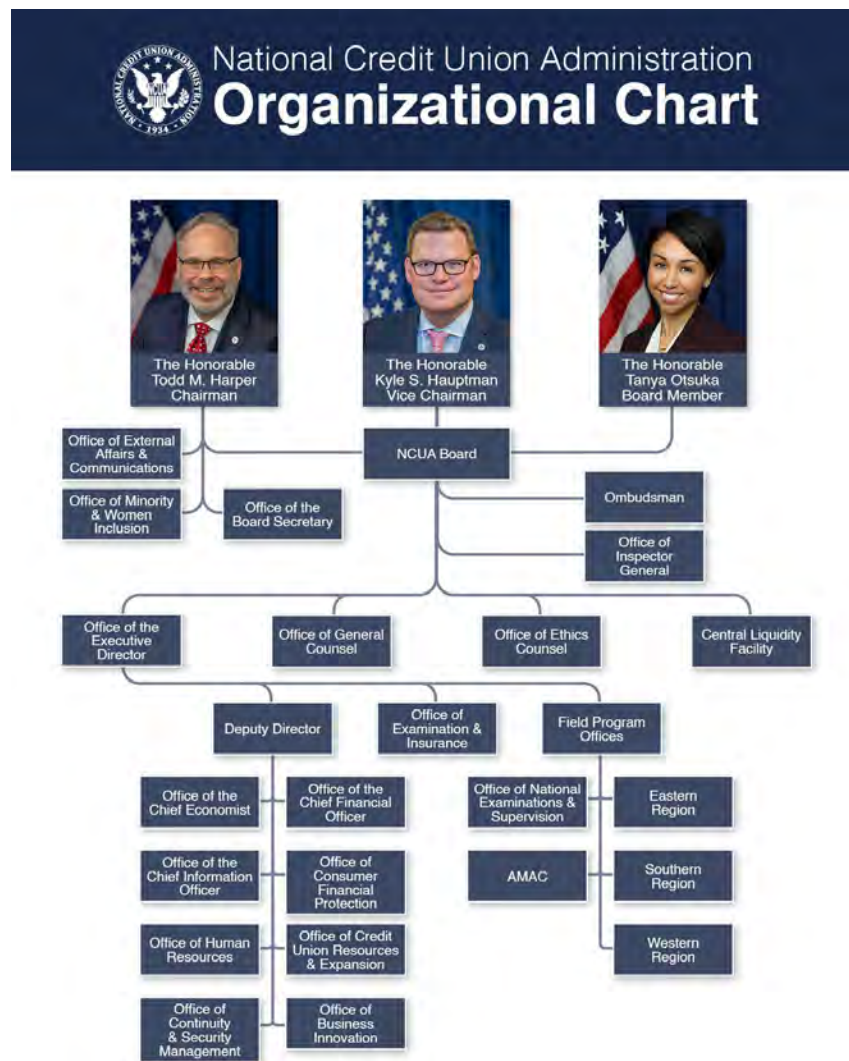 National Credit Union Administration
Organizational Chart
NATIONAL CREDIT UNION ADMINISTRATION
NCUA
1934
The Honorable
Todd M. Harper
Chairman
The Honorable
Kyle S. Hauptman
Vice Chairman
The Honorable
Tanya Otsuka
Board Member
Office of External
Affairs &
Communications
NCUA Board
Office of Minority
& Women
Inclusion
Office of the
Board Secretary
Ombudsman
Office of
Inspector
General
Office of the
Executive
Director
Office of General
Counsel
Office of Ethics
Counsel
Central Liquidity
Facility
Deputy Director
Office of
Examination &
Insurance
Field Program
Offices
Office of the
Chief Economist
Office of the
Chief Financial
Officer
Office of National
Examinations &
Supervision
Eastern
Region
Office of the
Chief Information
Officer
Office of
Consumer
Financial
Protection
AMAC
Southern
Region
Office of Human
Resources
Office of Credit
Union Resources
& Expansion
Western
Region
Office of
Continuity
& Security
Management
Office of
Business
Innovation